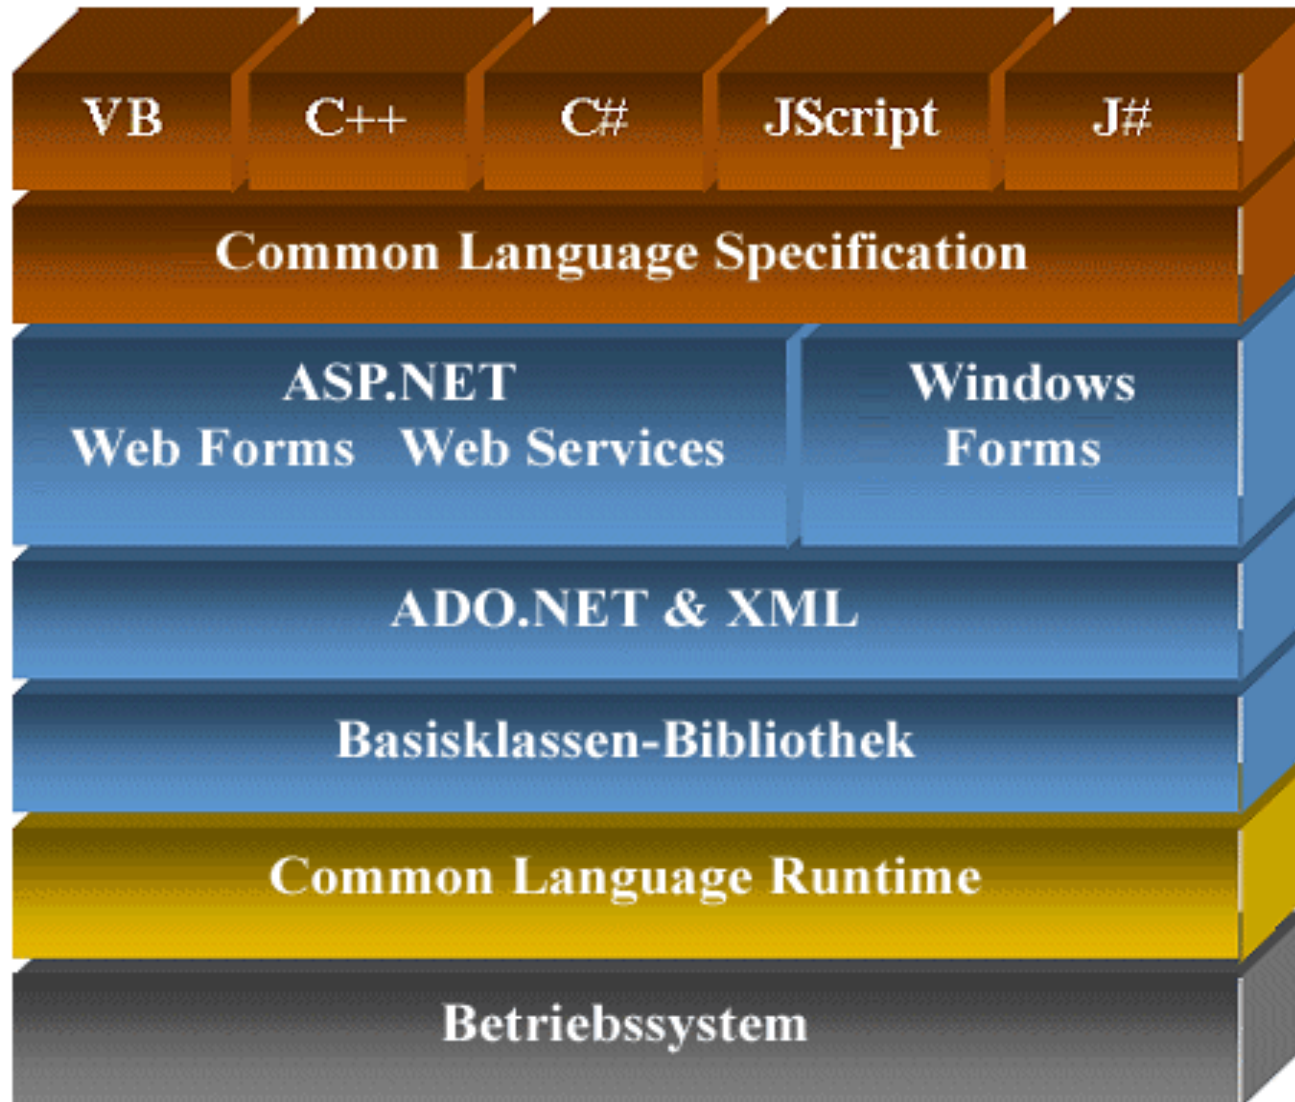 VB C++ C# JScript J#
Common Language Specification
ASP.NET
Web Forms Web Services
Windows
Forms
ADO.NET & XML
Basisklassen-Bibliothek
Common Language Runtime
Betriebssystem